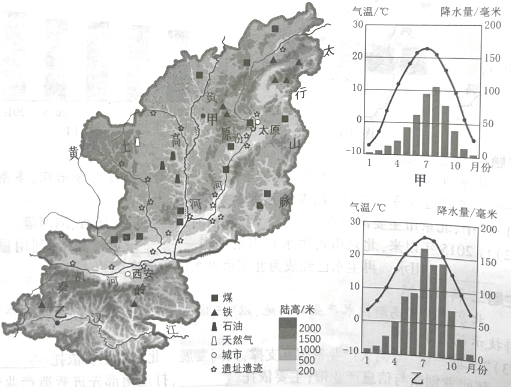 太
行
山
脉
黄
土
高
原
黄
甲
汾
太原
河
河
渭
河
西安
秦
岭
乙
汉
江
煤
铁
石油
天然气
城市
遗址遗迹
陆高/米
2000
1500
1000
500
200
气温/℃ 降水量/毫米
30 200
20 150
10 100
0 50
-10 0
1 4 7 10 月份
甲
气温/℃ 降水量/毫米
30 200
20 150
10 100
0 50
-10 0
1 4 7 10 月份
乙